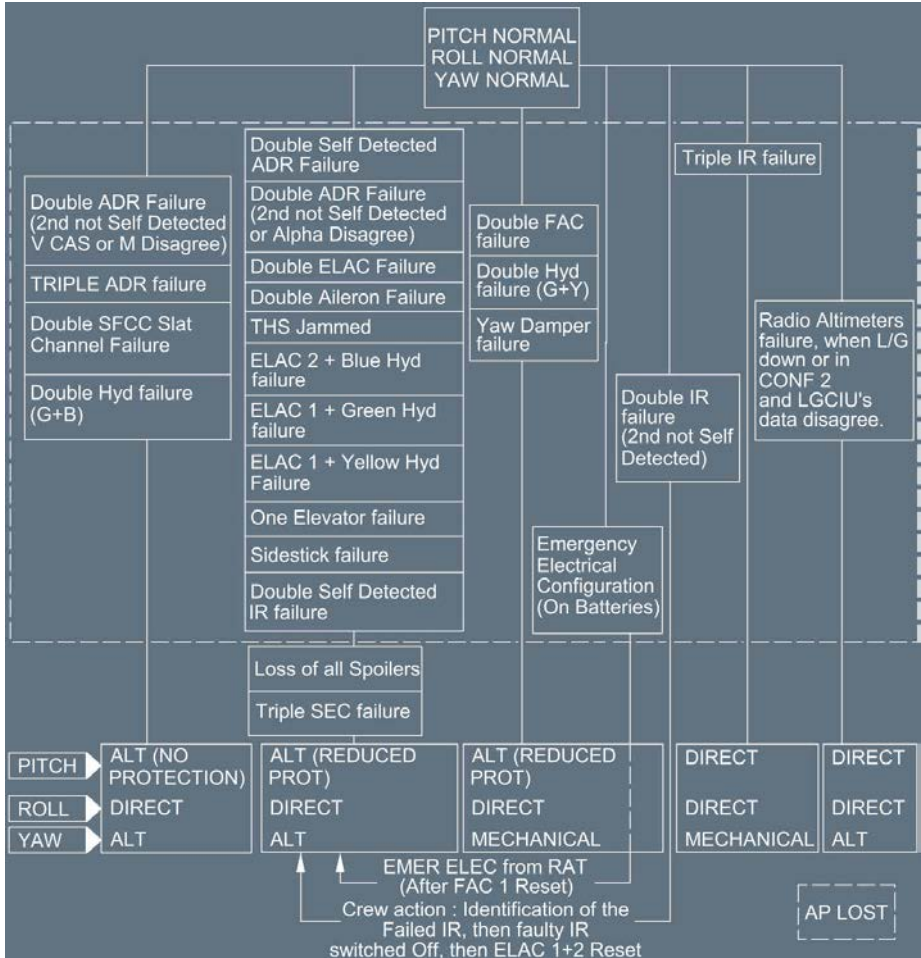 PITCH NORMAL
ROLL NORMAL
YAW NORMAL
Double ADR Failure
(2nd not Self Detected
V CAS or M Disagree)
TRIPLE ADR failure
Double SFCC Slat
Channel Failure
Double Hyd failure
(G+B)
Double Self Detected
ADR Failure
Double ADR Failure
(2nd not Self Detected
or Alpha Disagree)
Double ELAC Failure
Double Aileron Failure
THS Jammed
ELAC 2 + Blue Hyd
failure
ELAC 1 + Green Hyd
failure
ELAC 1 + Yellow Hyd
Failure
One Elevator failure
Sidestick failure
Double Self Detected
IR failure
Loss of all Spoilers
Triple SEC failure
Double FAC
failure
Double Hyd
failure (G+Y)
Yaw Damper
failure
Emergency
Electrical
Configuration
(On Batteries)
Double IR
failure
(2nd not Self
Detected)
Triple IR failure
Radio Altimeters
failure, when L/G
down or in
CONF 2
and LGCIU's
data disagree.
PITCH
ROLL
YAW
ALT (NO
PROTECTION)
DIRECT
ALT
ALT (REDUCED
PROT)
DIRECT
ALT
ALT (REDUCED
PROT)
DIRECT
MECHANICAL
DIRECT
DIRECT
MECHANICAL
DIRECT
DIRECT
ALT
EMER ELEC from RAT
(After FAC 1 Reset)
Crew action : Identification of the
Failed IR, then faulty IR
switched Off, then ELAC 1+2 Reset
AP LOST